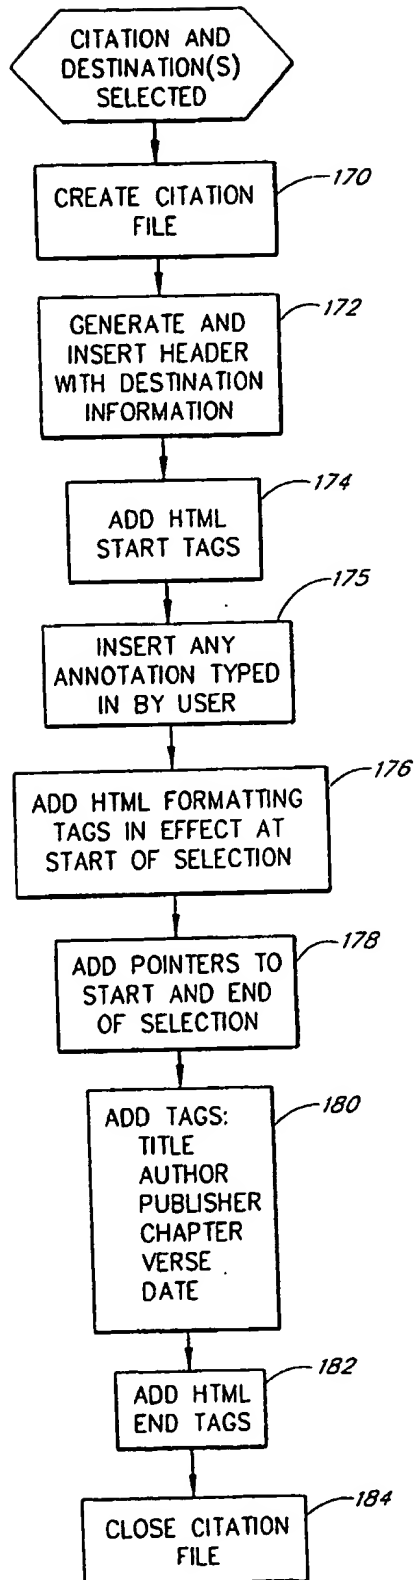 CITATION AND
DESTINATION(S)
SELECTED
170
CREATE CITATION
FILE
172
GENERATE AND
INSERT HEADER
WITH DESTINATION
INFORMATION
174
ADD HTML
START TAGS
175
INSERT ANY
ANNOTATION TYPED
IN BY USER
176
ADD HTML FORMATTING
TAGS IN EFFECT AT
START OF SELECTION
178
ADD POINTERS TO
START AND END
OF SELECTION
180
ADD TAGS:
TITLE
AUTHOR
PUBLISHER
CHAPTER
VERSE
DATE
182
ADD HTML
END TAGS
184
CLOSE CITATION
FILE